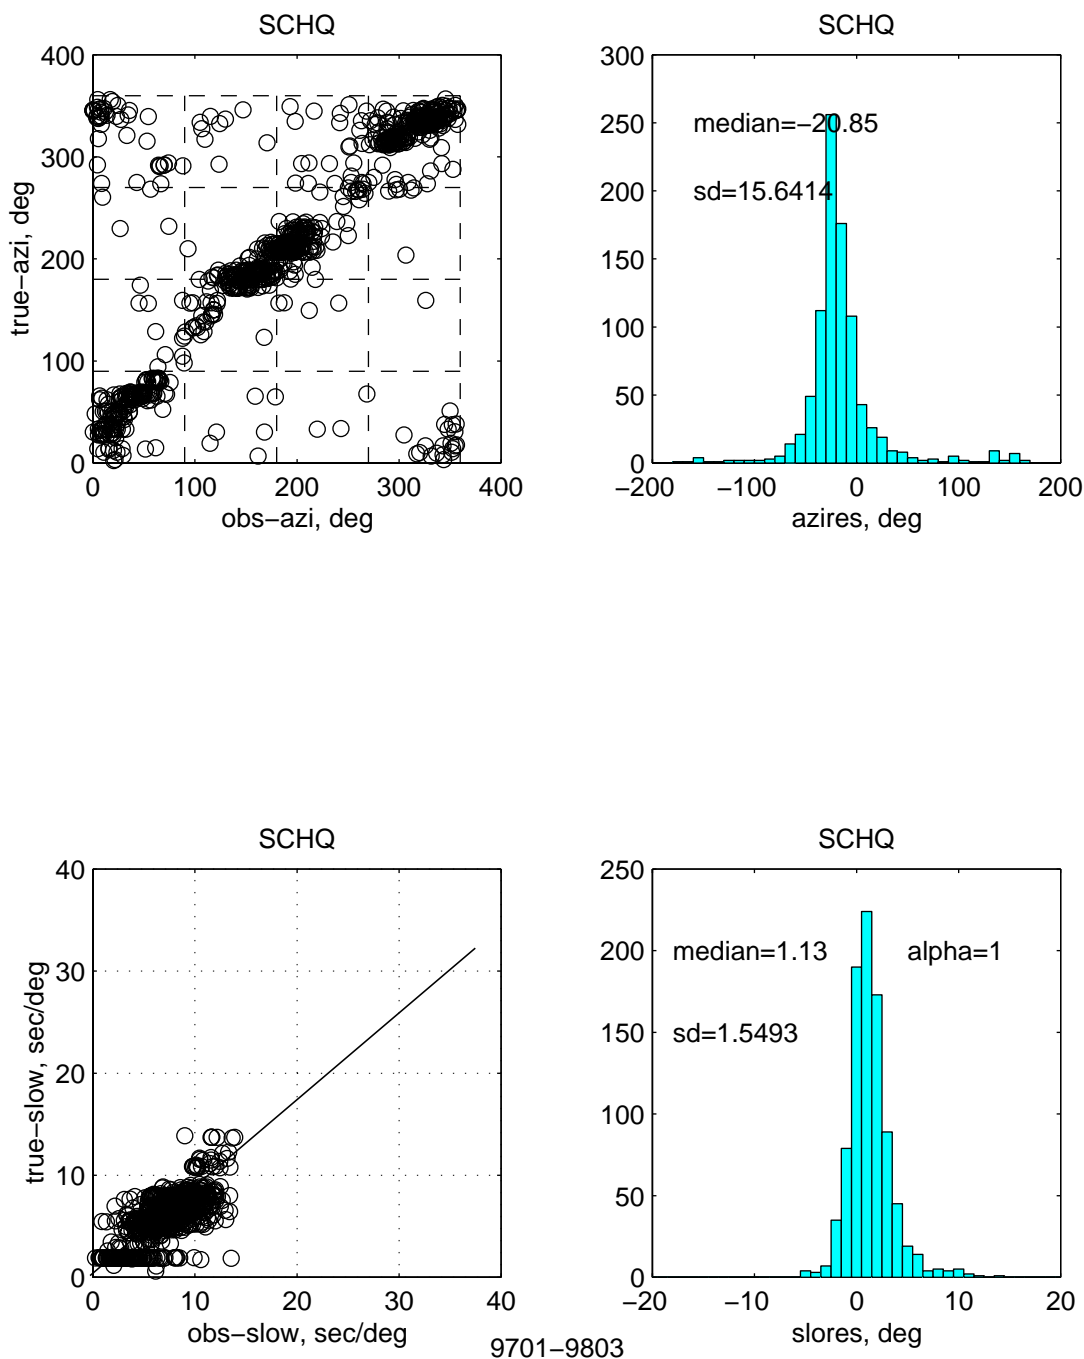 SCHQ
400
300
200
100
0
0
100
200
300
400
true−azi, deg
obs−azi, deg
SCHQ
300
250
200
150
100
50
0
median=−20.85
sd=15.6414
−200
−100
0
100
200
azires, deg
SCHQ
40
30
20
10
0
0
10
20
30
40
true−slow, sec/deg
obs−slow, sec/deg
SCHQ
250
200
150
100
50
0
median=1.13
alpha=1
sd=1.5493
−20
−10
0
10
20
slores, deg
9701−9803